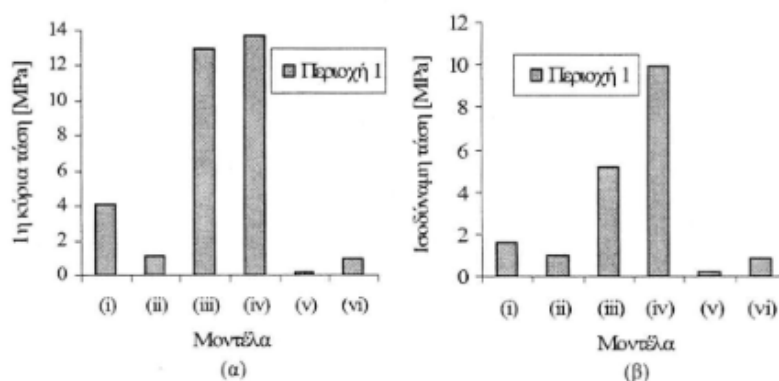 1η κύρια τάση [MPa]
14
12
10
8
6
4
2
0
Περιοχή 1
(i) (ii) (iii) (iv) (v) (vi)
Μοντέλα
(α)
Ισοδύναμη τάση [MPa]
12
10
8
6
4
2
0
Περιοχή 1
(i) (ii) (iii) (iv) (v) (vi)
Μοντέλα
(β)